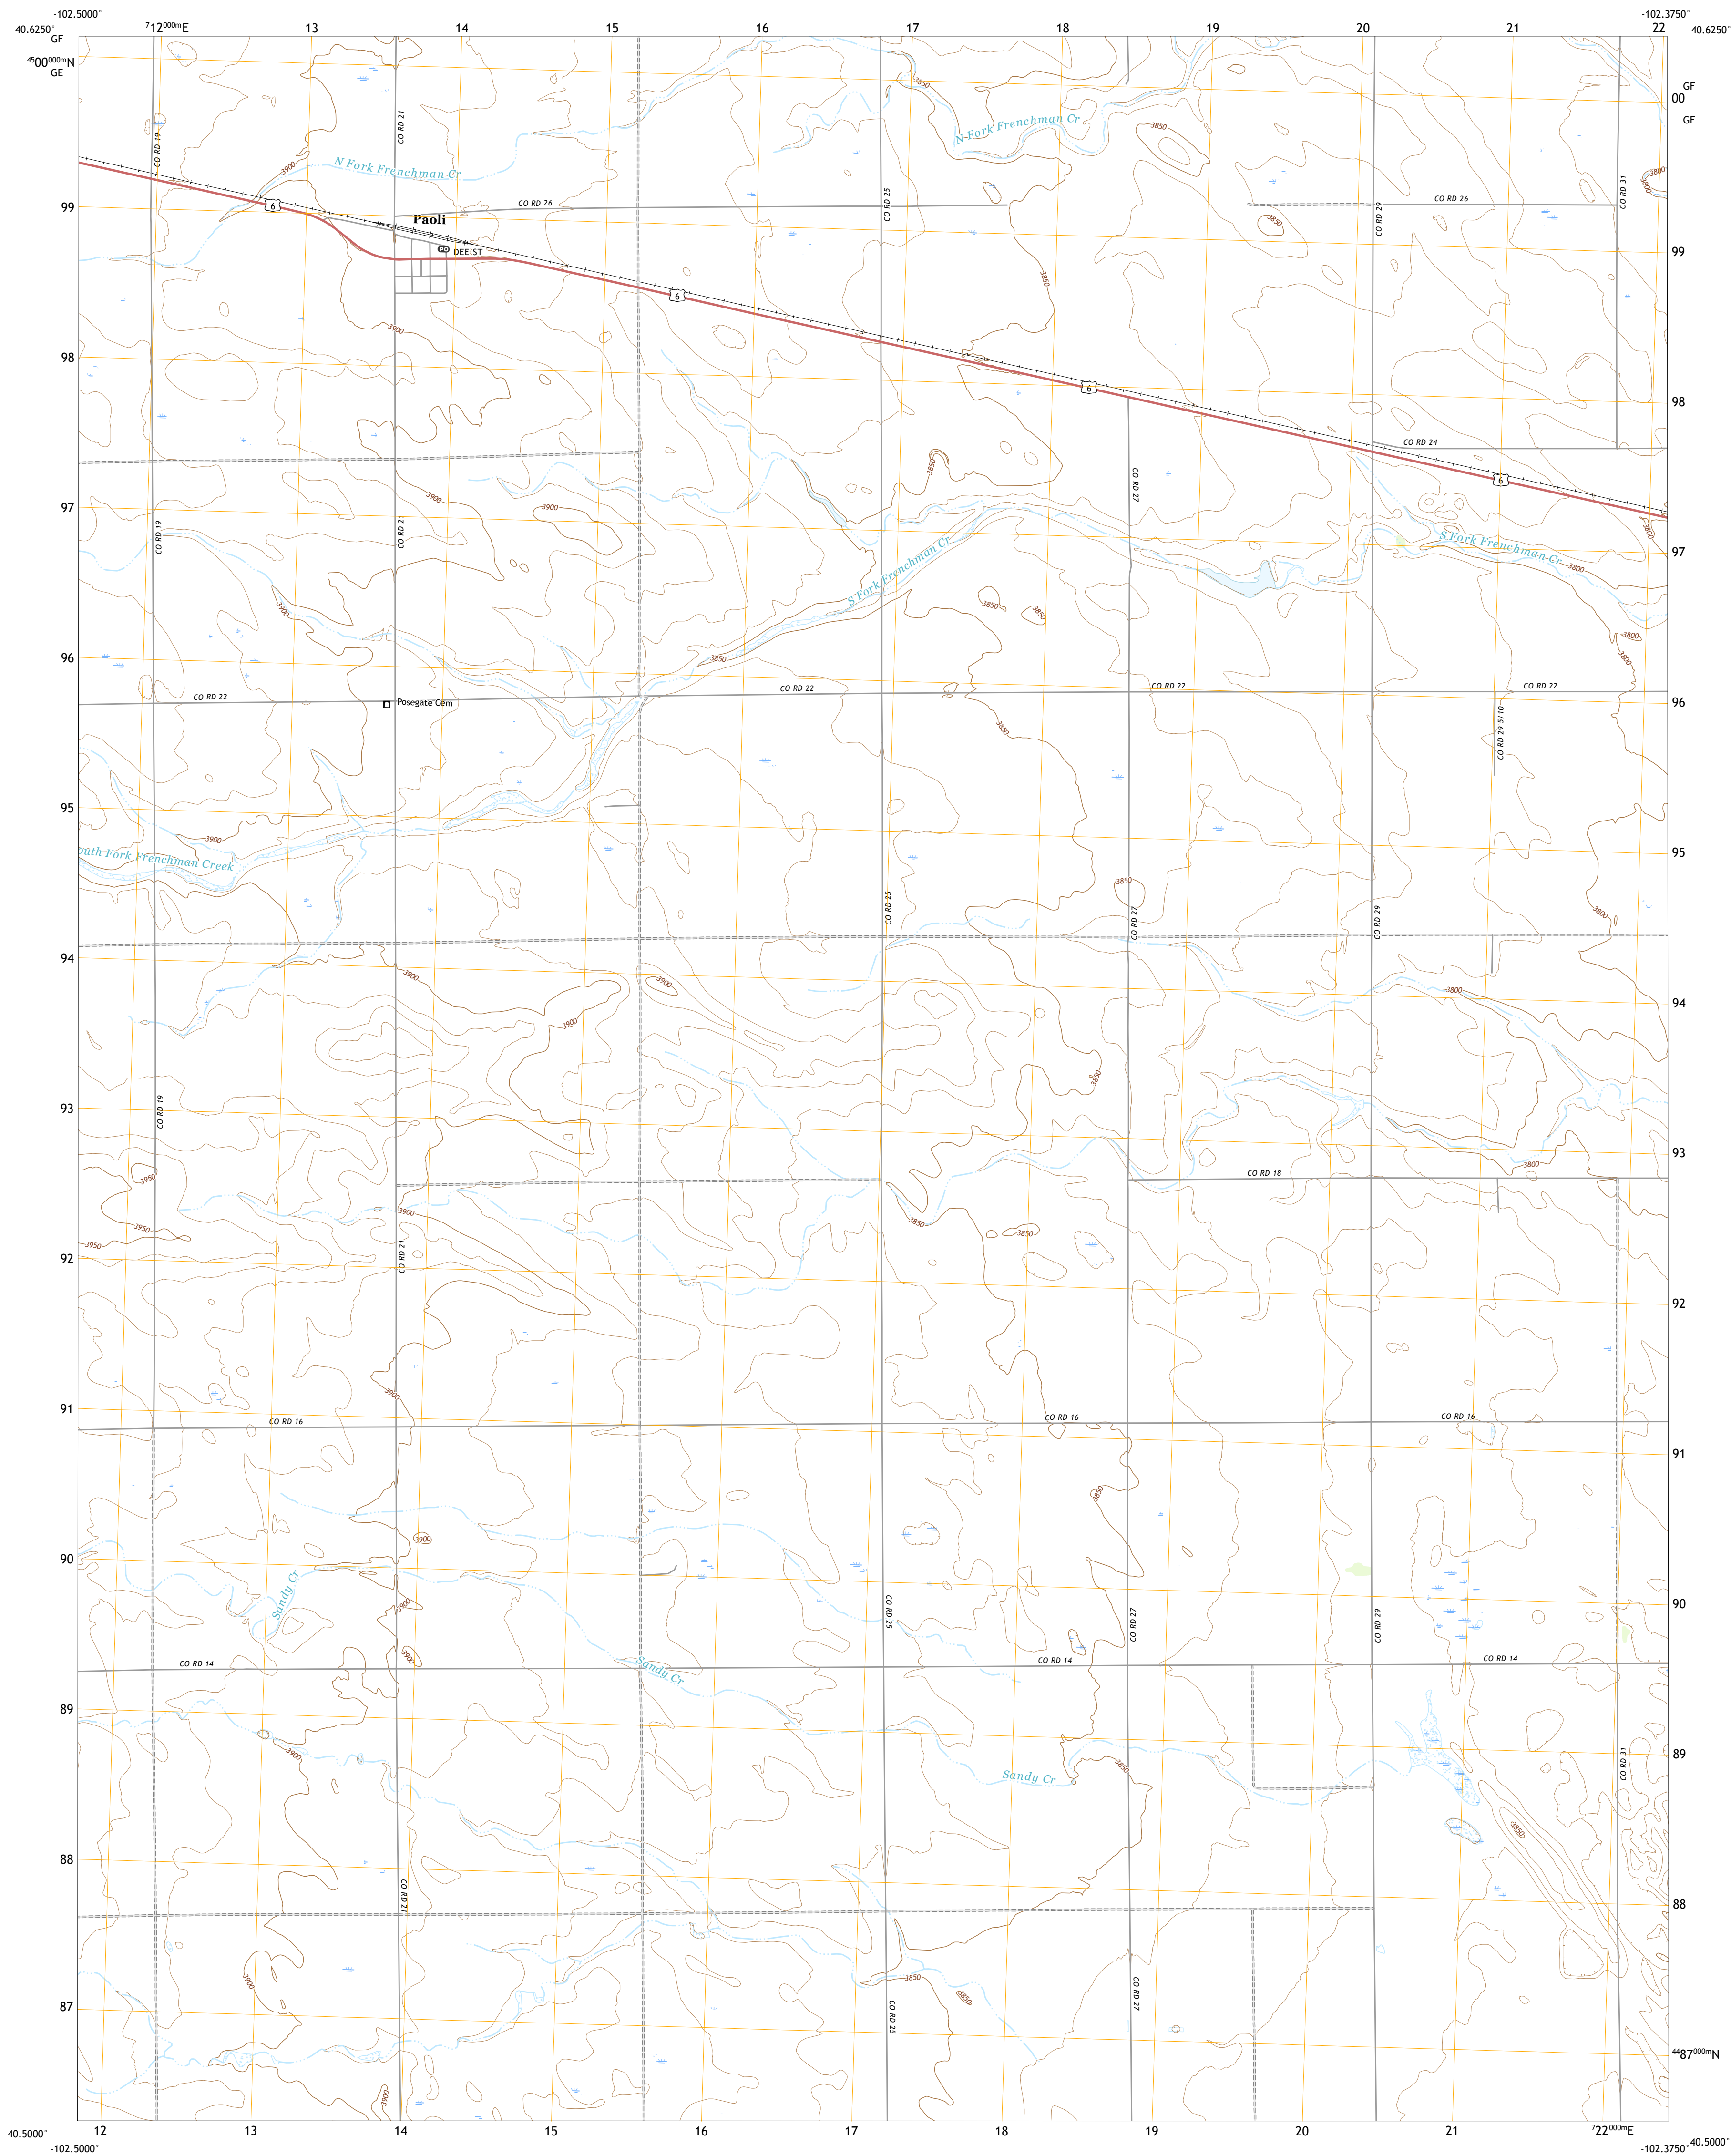 -102.5000°
-102.3750°
40.6250°
712000mE
13
14
15
16
17
18
19
20
21
22
40.6250°
GF
4500000mN
GE
GF
00
GE
3850
CO RD 21
N Fork Frenchman Cr
3850
CO RD 19
N Fork Frenchman Cr
3900
3800
3800
CO RD 31
CO RD 25
CO RD 26
CO RD 26
CO RD 29
99
6
Paoli
3850
99
DEE ST
PO
3850
6
3900
98
6
98
CO RD 24
3850
CO RD 27
6
3900
3900
97
CO RD 19
CO RD 21
3800
S Fork Frenchman Cr
S Fork Frenchman Cr
97
3800
3900
3850
3850
3800
96
3850
3800
CO RD 22
CO RD 22
CO RD 22
CO RD 22
Posegate Cem
96
3850
CO RD 29 5/10
95
3900
outh Fork Frenchman Creek
95
3850
CO RD 25
CO RD 27
CO RD 29
3800
94
3900
3900
3800
94
3900
3850
93
CO RD 19
93
3800
CO RD 18
3950
3900
3850
3850
3950
3950
CO RD 21
92
92
3900
91
CO RD 16
CO RD 16
CO RD 16
91
3850
3900
90
Sandy Cr
3900
90
CO RD 25
CO RD 27
CO RD 29
3900
CO RD 14
Sandy Cr
CO RD 14
CO RD 14
89
3900
3850
89
CO RD 31
Sandy Cr
3850
88
CO RD 21
88
3900
3850
3850
CO RD 27
87
CO RD 25
4487000mN
3900
40.5000°
12
13
14
15
16
17
18
19
20
21
722000mE
40.5000°
-102.5000°
-102.3750°